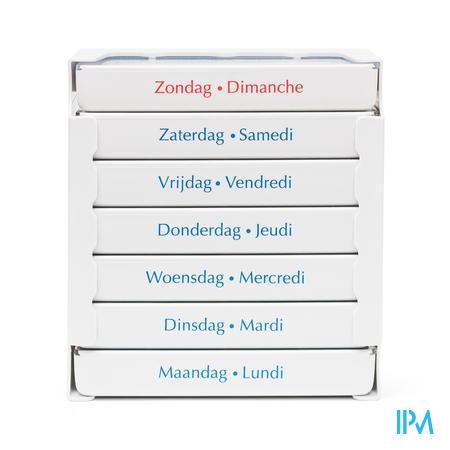 Zondag • Dimanche
Zaterdag • Samedi
Vrijdag • Vendredi
Donderdag • Jeudi
Woensdag • Mercredi
Dinsdag • Mardi
Maandag • Lundi
IPM